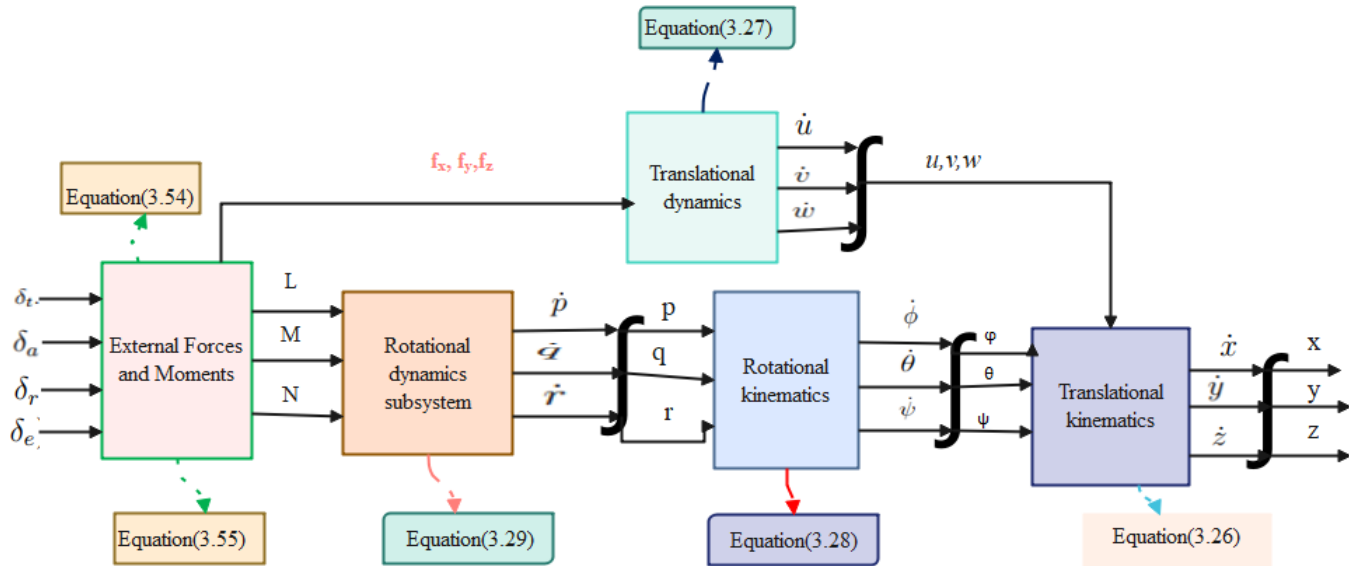 Equation(3.27)
u̇
fx, fy,fz
Translational
dynamics
v̇
u,v,w
ẇ
Equation(3.54)
δt.
L
ṗ
p
ϕ̇
φ
ẋ
x
δa
External Forces
and Moments
M
Rotational
dynamics
subsystem
q̇
q
Rotational
kinematics
θ̇
θ
Translational
kinematics
ẏ
y
δr
N
ṙ
r
ψ̇
ψ
ż
z
δe
Equation(3.55)
Equation(3.29)
Equation(3.28)
Equation(3.26)